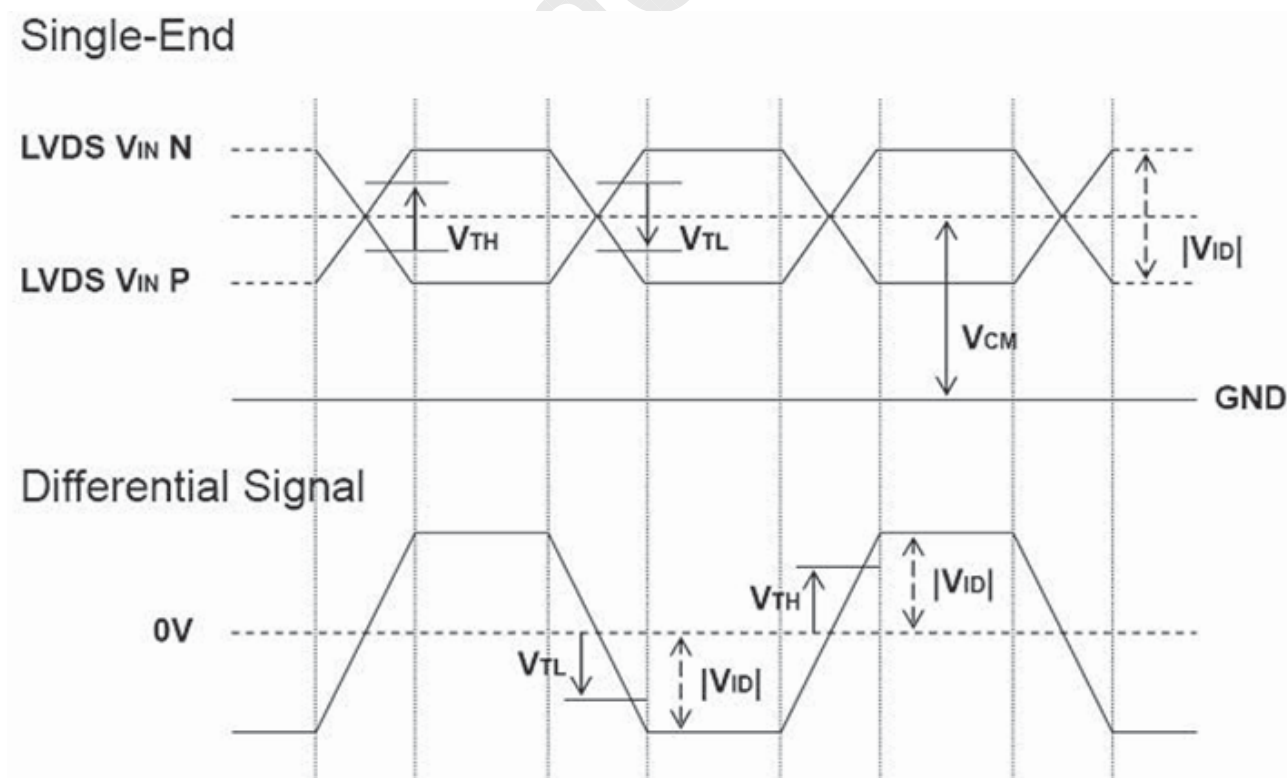 Single-End
LVDS VIN N
VTH
VTL
|VID|
LVDS VIN P
VCM
GND
Differential Signal
VTH
|VID|
0V
VTL
|VID|